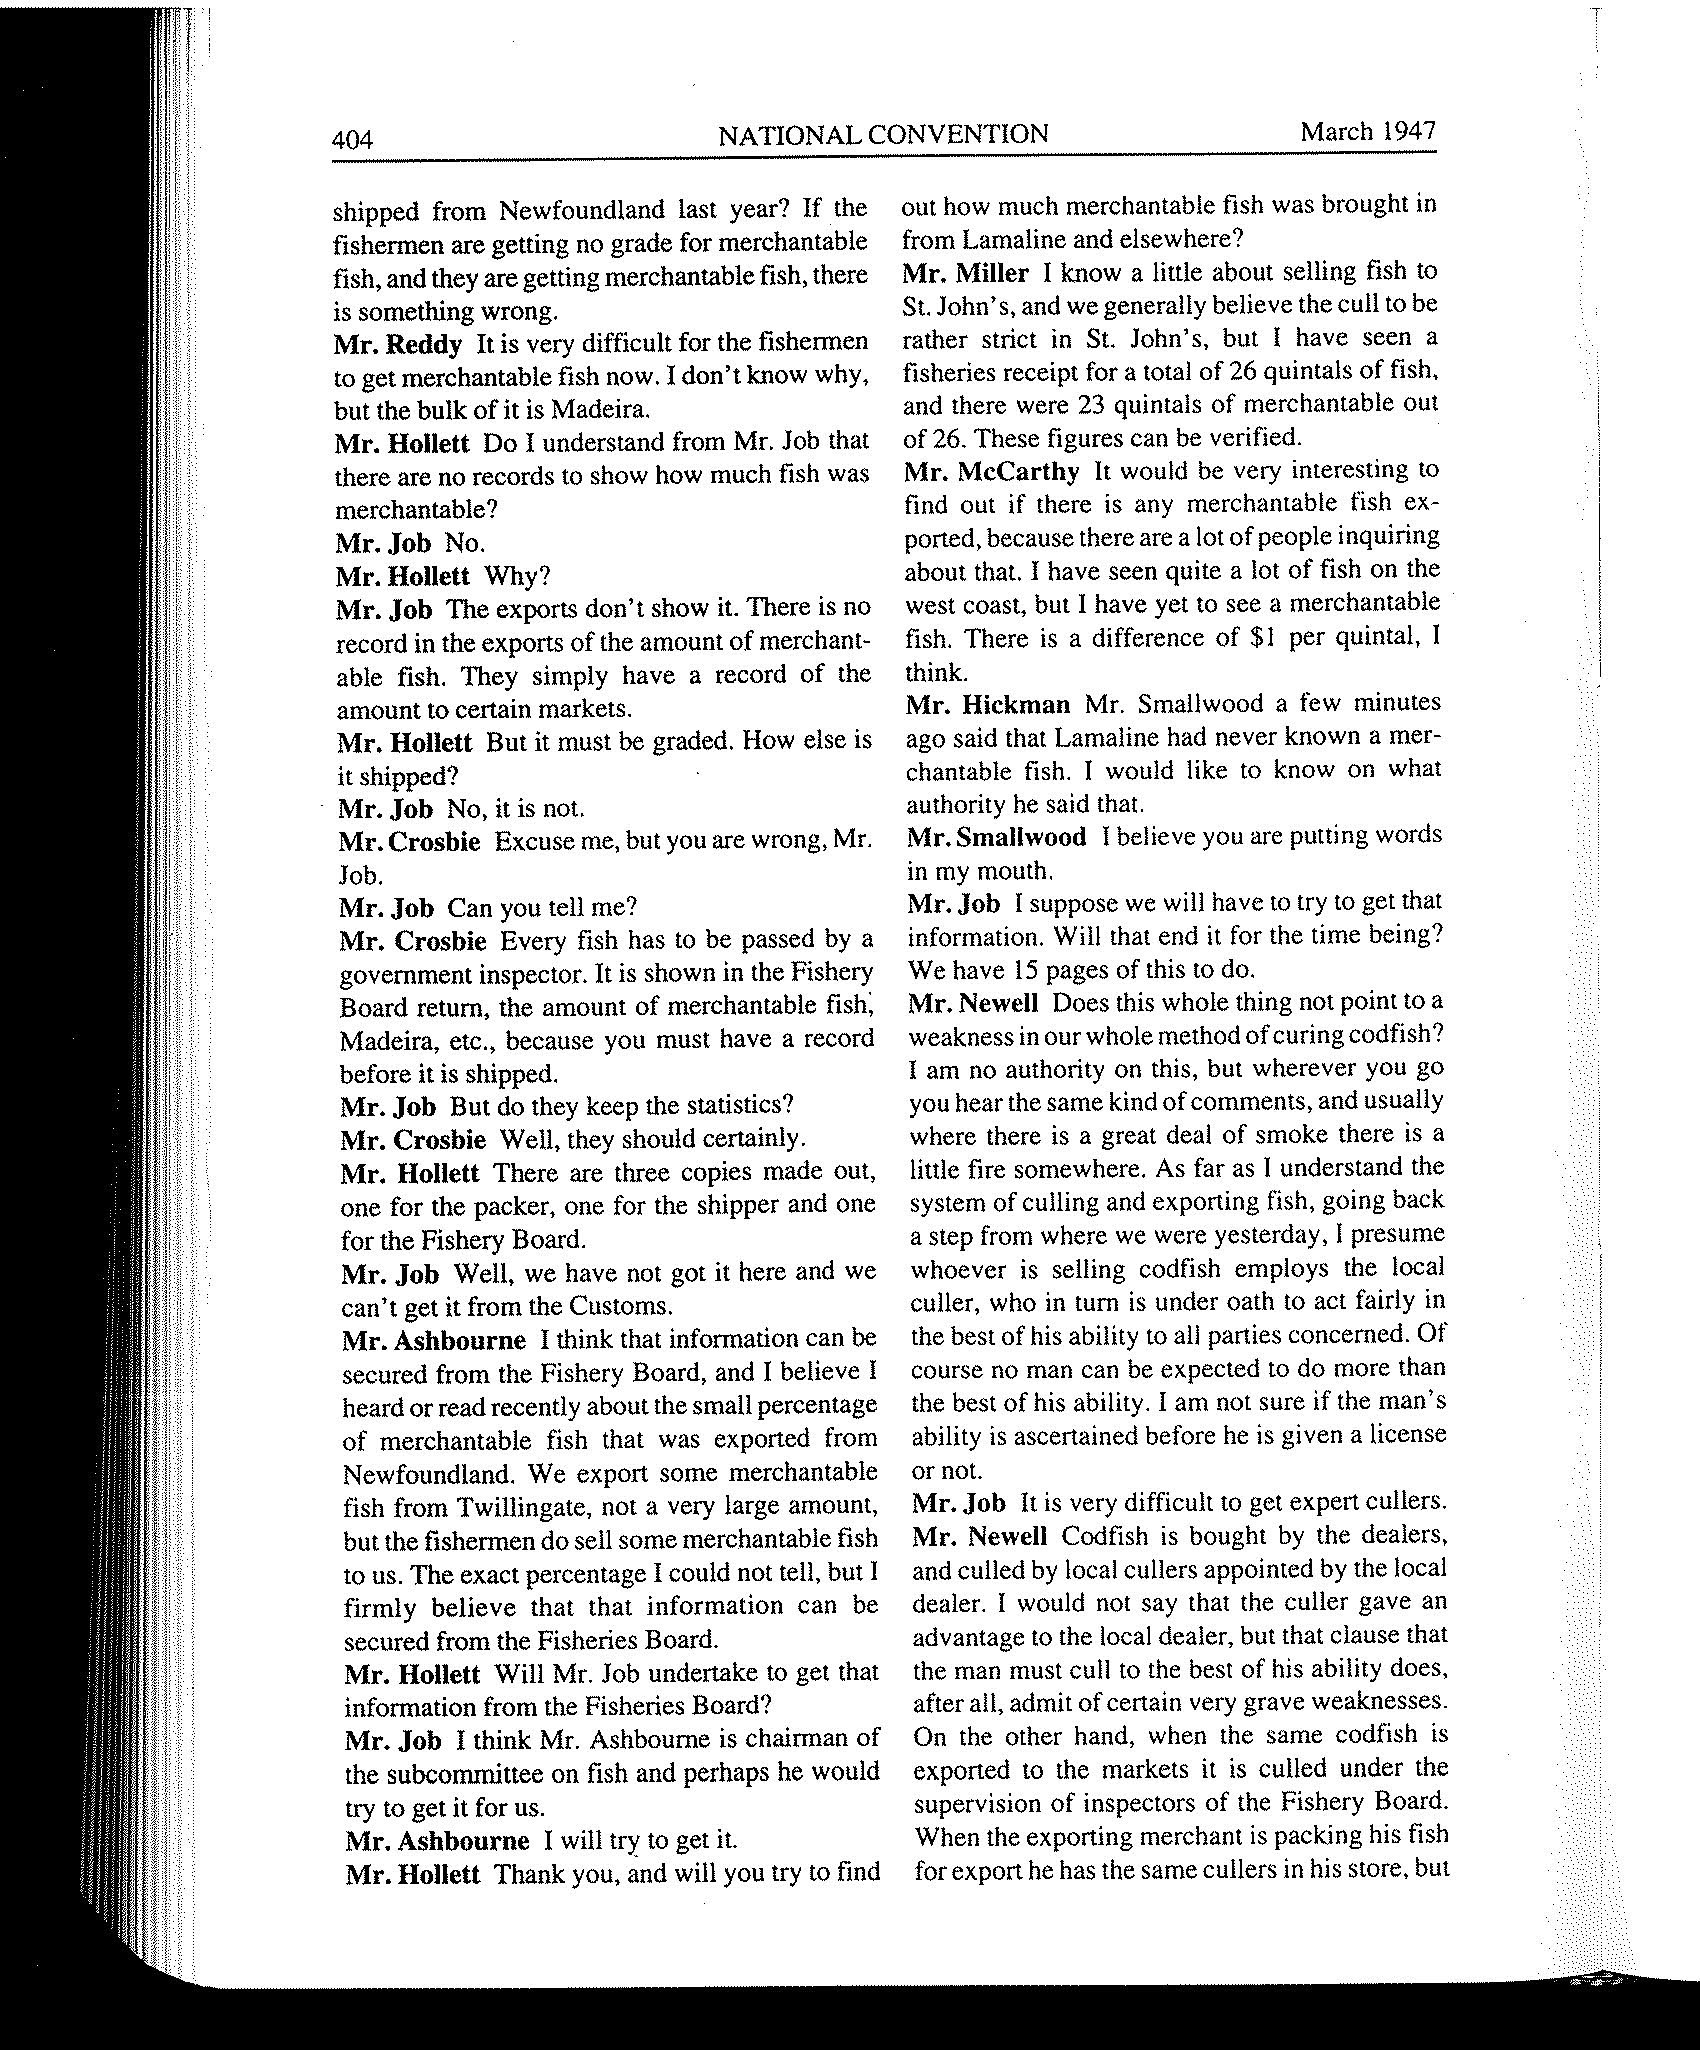 404
NATIONAL CONVENTION
March 1947
shipped from Newfoundland last year? If the
fishermen are getting no grade for merchantable
fish, and they are getting merchantable fish, there
is something wrong.
Mr. Reddy It is very difficult for the fishermen
to get merchantable fish now. I don't know why,
but the bulk of it is Madeira.
Mr. Hollett Do I understand from Mr. Job that
there are no records to show how much fish was
merchantable?
Mr. Job No.
Mr. Hollett Why?
Mr. Job The exports don't show it. There is no
record in the exports of the amount of merchant-
able fish. They simply have a record of the
amount to certain markets.
Mr. Hollett But it must be graded. How else is
it shipped?
Mr. Job No, it is not.
Mr. Crosbie Excuse me, but you are wrong, Mr.
Job.
Mr. Job Can you tell me?
Mr. Crosbie Every fish has to be passed by a
government inspector. It is shown in the Fishery
Board return, the amount of merchantable fish,
Madeira, etc., because you must have a record
before it is shipped.
Mr. Job But do they keep the statistics?
Mr. Crosbie Well, they should certainly.
Mr. Hollett There are three copies made out,
one for the packer, one for the shipper and one
for the Fishery Board.
Mr. Job Well, we have not got it here and we
can't get it from the Customs.
Mr. Ashbourne I think that information can be
secured from the Fishery Board, and I believe I
heard or read recently about the small percentage
of merchantable fish that was exported from
Newfoundland. We export some merchantable
fish from Twillingate, not a very large amount,
but the fishermen do sell some merchantable fish
to us. The exact percentage I could not tell, but I
firmly believe that that information can be
secured from the Fisheries Board.
Mr. Hollett Will Mr. Job undertake to get that
information from the Fisheries Board?
Mr. Job I think Mr. Ashbourne is chairman of
the subcommittee on fish and perhaps he would
try to get it for us.
Mr. Ashbourne I will try to get it.
Mr. Hollett Thank you, and will you try to find
out how much merchantable fish was brought in
from Lamaline and elsewhere?
Mr. Miller I know a little about selling fish to
St. John's, and we generally believe the cull to be
rather strict in St. John's, but I have seen a
fisheries receipt for a total of 26 quintals of fish,
and there were 23 quintals of merchantable out
of 26. These figures can be verified.
Mr. McCarthy It would be very interesting to
find out if there is any merchantable fish ex-
ported, because there are a lot of people inquiring
about that. I have seen quite a lot of fish on the
west coast, but I have yet to see a merchantable
fish. There is a difference of $1 per quintal, I
think.
Mr. Hickman Mr. Smallwood a few minutes
ago said that Lamaline had never known a mer-
chantable fish. I would like to know on what
authority he said that.
Mr. Smallwood I believe you are putting words
in my mouth.
Mr. Job I suppose we will have to try to get that
information. Will that end it for the time being?
We have 15 pages of this to do.
Mr. Newell Does this whole thing not point to a
weakness in our whole method of curing codfish?
I am no authority on this, but wherever you go
you hear the same kind of comments, and usually
where there is a great deal of smoke there is a
little fire somewhere. As far as I understand the
system of culling and exporting fish, going back
a step from where we were yesterday, I presume
whoever is selling codfish employs the local
culler, who in turn is under oath to act fairly in
the best of his ability to all parties concerned. Of
course no man can be expected to do more than
the best of his ability. I am not sure if the man's
ability is ascertained before he is given a license
or not.
Mr. Job It is very difficult to get expert cullers.
Mr. Newell Codfish is bought by the dealers,
and culled by local cullers appointed by the local
dealer. I would not say that the culler gave an
advantage to the local dealer, but that clause that
the man must cull to the best of his ability does,
after all, admit of certain very grave weaknesses.
On the other hand, when the same codfish is
exported to the markets it is culled under the
supervision of inspectors of the Fishery Board.
When the exporting merchant is packing his fish
for export he has the same cullers in his store, but